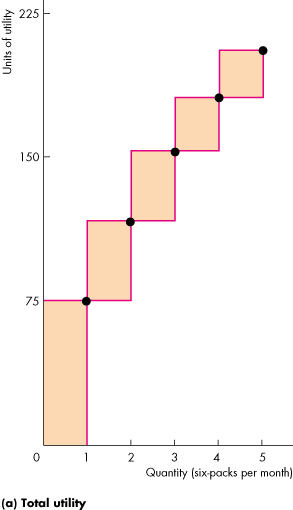 225
Units of utility
150
75
0 1 2 3 4 5
Quantity (six-packs per month)
(a) Total utility